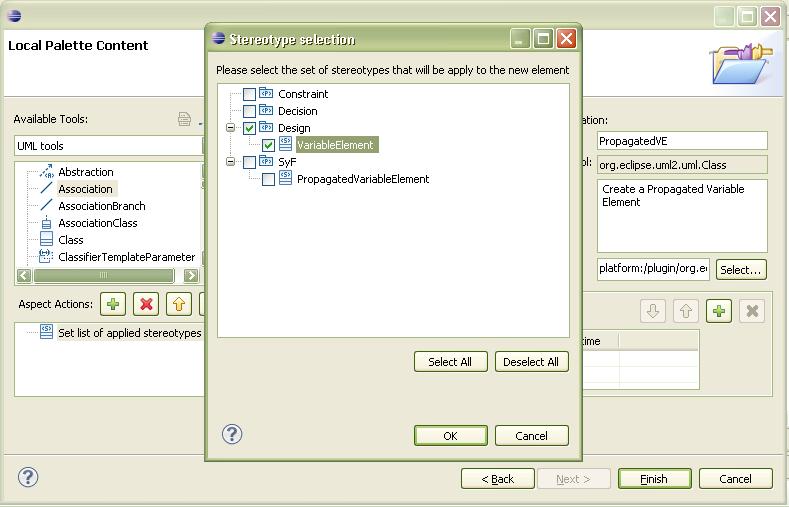 Local Palette Content
Stereotype selection
Please select the set of stereotypes that will be apply to the new element
Constraint
Decision
Design
VariableElement
SyF
PropagatedVariableElement
Select All
Deselect All
OK
Cancel
Available Tools:
UML tools
Abstraction
Association
AssociationBranch
AssociationClass
Class
ClassifierTemplateParameter
Aspect Actions:
Set list of applied stereotypes
ation:
PropagatedVE
ol:
org.eclipse.uml2.uml.Class
Create a Propagated Variable
Element
platform:/plugin/org.e
Select...
time
< Back
Next >
Finish
Cancel